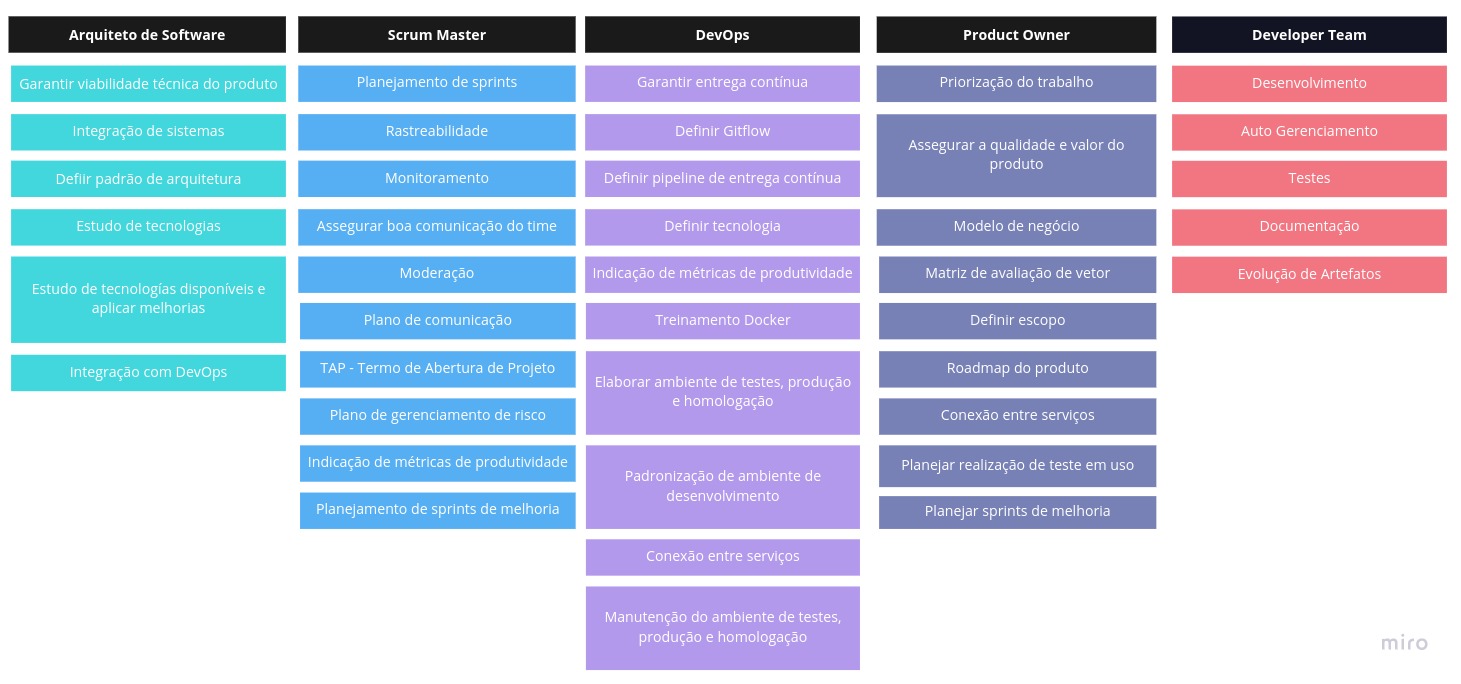 Arquiteto de Software
Garantir viabilidade técnica do produto
Integração de sistemas
Defiir padrão de arquitetura
Estudo de tecnologias
Estudo de tecnologías disponíveis e
aplicar melhorias
Integração com DevOps
Scrum Master
Planejamento de sprints
Rastreabilidade
Monitoramento
Assegurar boa comunicação do time
Moderação
Plano de comunicação
TAP - Termo de Abertura de Projeto
Plano de gerenciamento de risco
Indicação de métricas de produtividade
Planejamento de sprints de melhoria
DevOps
Garantir entrega contínua
Definir Gitflow
Definir pipeline de entrega contínua
Definir tecnologia
Indicação de métricas de produtividade
Treinamento Docker
Elaborar ambiente de testes, produção
e homologação
Padronização de ambiente de
desenvolvimento
Conexão entre serviços
Manutenção do ambiente de testes,
produção e homologação
Product Owner
Priorização do trabalho
Assegurar a qualidade e valor do
produto
Modelo de negócio
Matriz de avaliação de vetor
Definir escopo
Roadmap do produto
Conexão entre serviços
Planejar realização de teste em uso
Planejar sprints de melhoria
Developer Team
Desenvolvimento
Auto Gerenciamento
Testes
Documentação
Evolução de Artefatos
miro